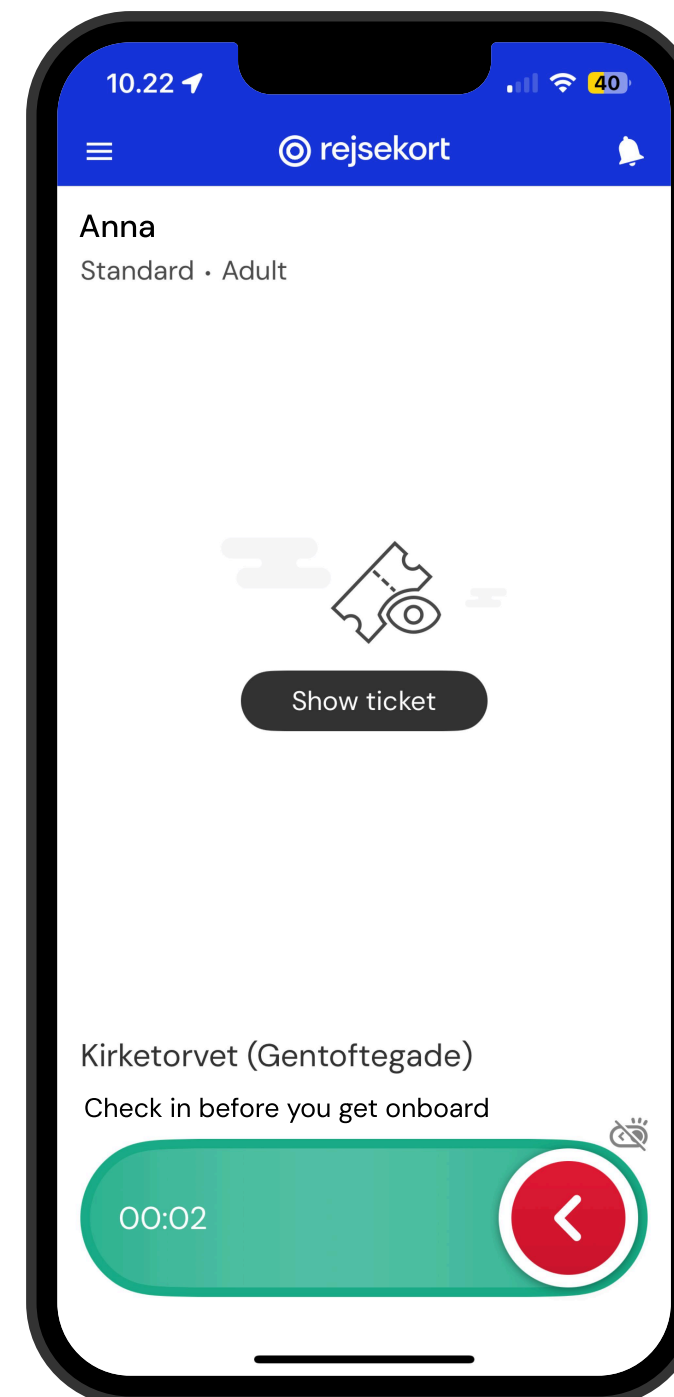 10.22
40
rejsekort
Anna
Standard • Adult
Show ticket
Kirketorvet (Gentoftegade)
Check in before you get onboard
00:02